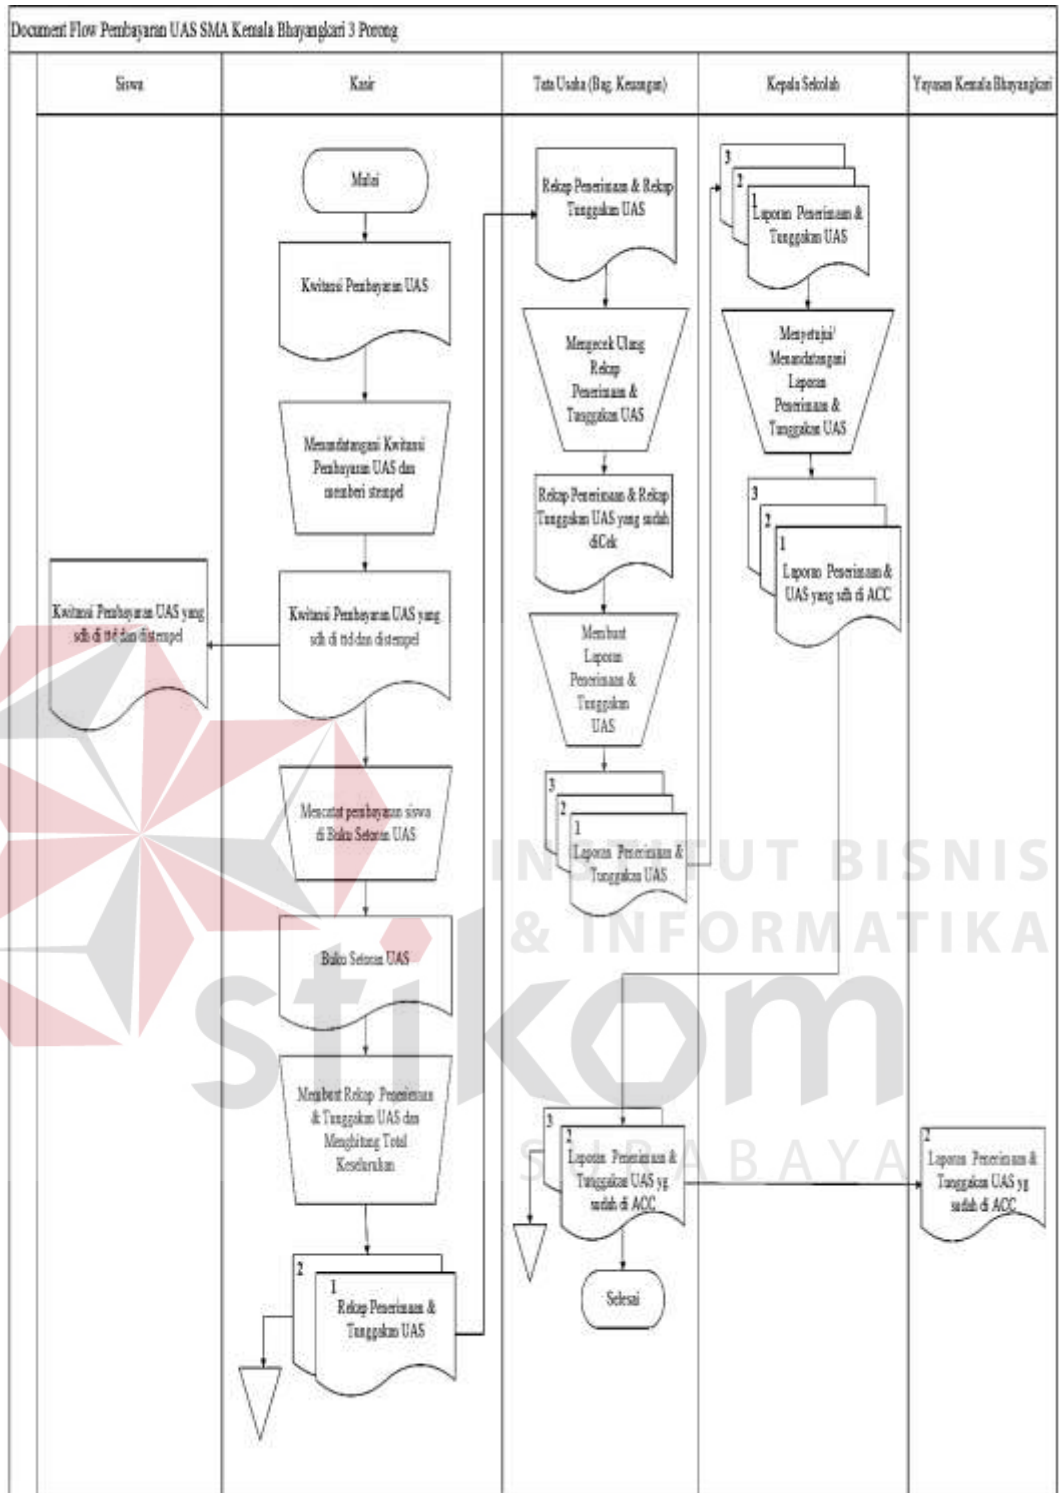 Document Flow Pembayaran UAS SMA Kemala Bhayangkari 3 Porong
Siswa
Kasir
Tata Usaha (Bag. Keuangan)
Kepala Sekolah
Yayasan Kemala Bhayangkari
Mulai
Kwitansi Pembayaran UAS
Menandatangani Kwitansi
Pembayaran UAS dan
memberi stempel
Kwitansi Pembayaran UAS yang
sdh di ttd dan distempel
Kwitansi Pembayaran UAS yang
sdh di ttd dan distempel
Mencatat pembayaran siswa
di Buku Setoran UAS
Buku Setoran UAS
Membuat Rekap Penerimaan
& Tunggakan UAS dan
Menghitung Total
Keseluruhan
2
1
Rekap Penerimaan &
Tunggakan UAS
Rekap Penerimaan & Rekap
Tunggakan UAS
Mengecek Ulang
Rekap
Penerimaan &
Tunggakan UAS
Rekap Penerimaan & Rekap
Tunggakan UAS yang sudah
diCek
Membuat
Laporan
Penerimaan &
Tunggakan
UAS
3
2
1
Laporan Penerimaan &
Tunggakan UAS
3
2
1
Laporan Penerimaan &
Tunggakan UAS
Menyetujui/
Menandatangani
Laporan
Penerimaan &
Tunggakan UAS
3
2
1
Laporan Penerimaan &
UAS yang sdh di ACC
3
2
Laporan Penerimaan &
Tunggakan UAS yg
sudah di ACC
Selesai
2
Laporan Penerimaan &
Tunggakan UAS yg
sudah di ACC
INSTITUT BISNIS
& INFORMATIKA
stikom
SURABAYA